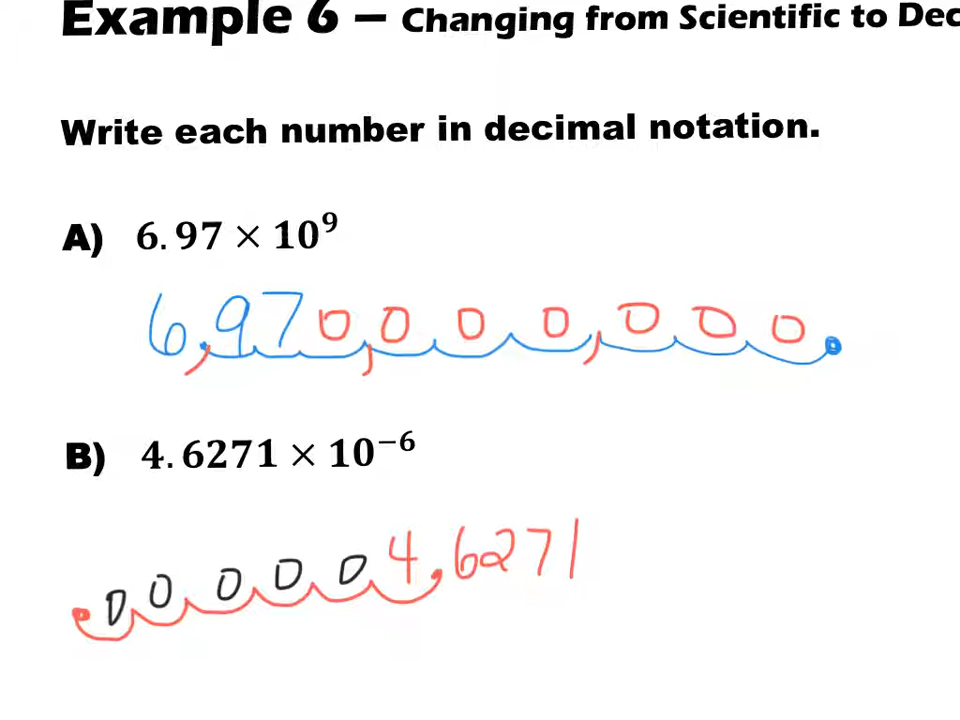 Example 6 – Changing from Scientific to Dec
Write each number in decimal notation.
A) 6.97 × 10⁹
6,970,000,000.
B) 4.6271 × 10⁻⁶
.000004.6271